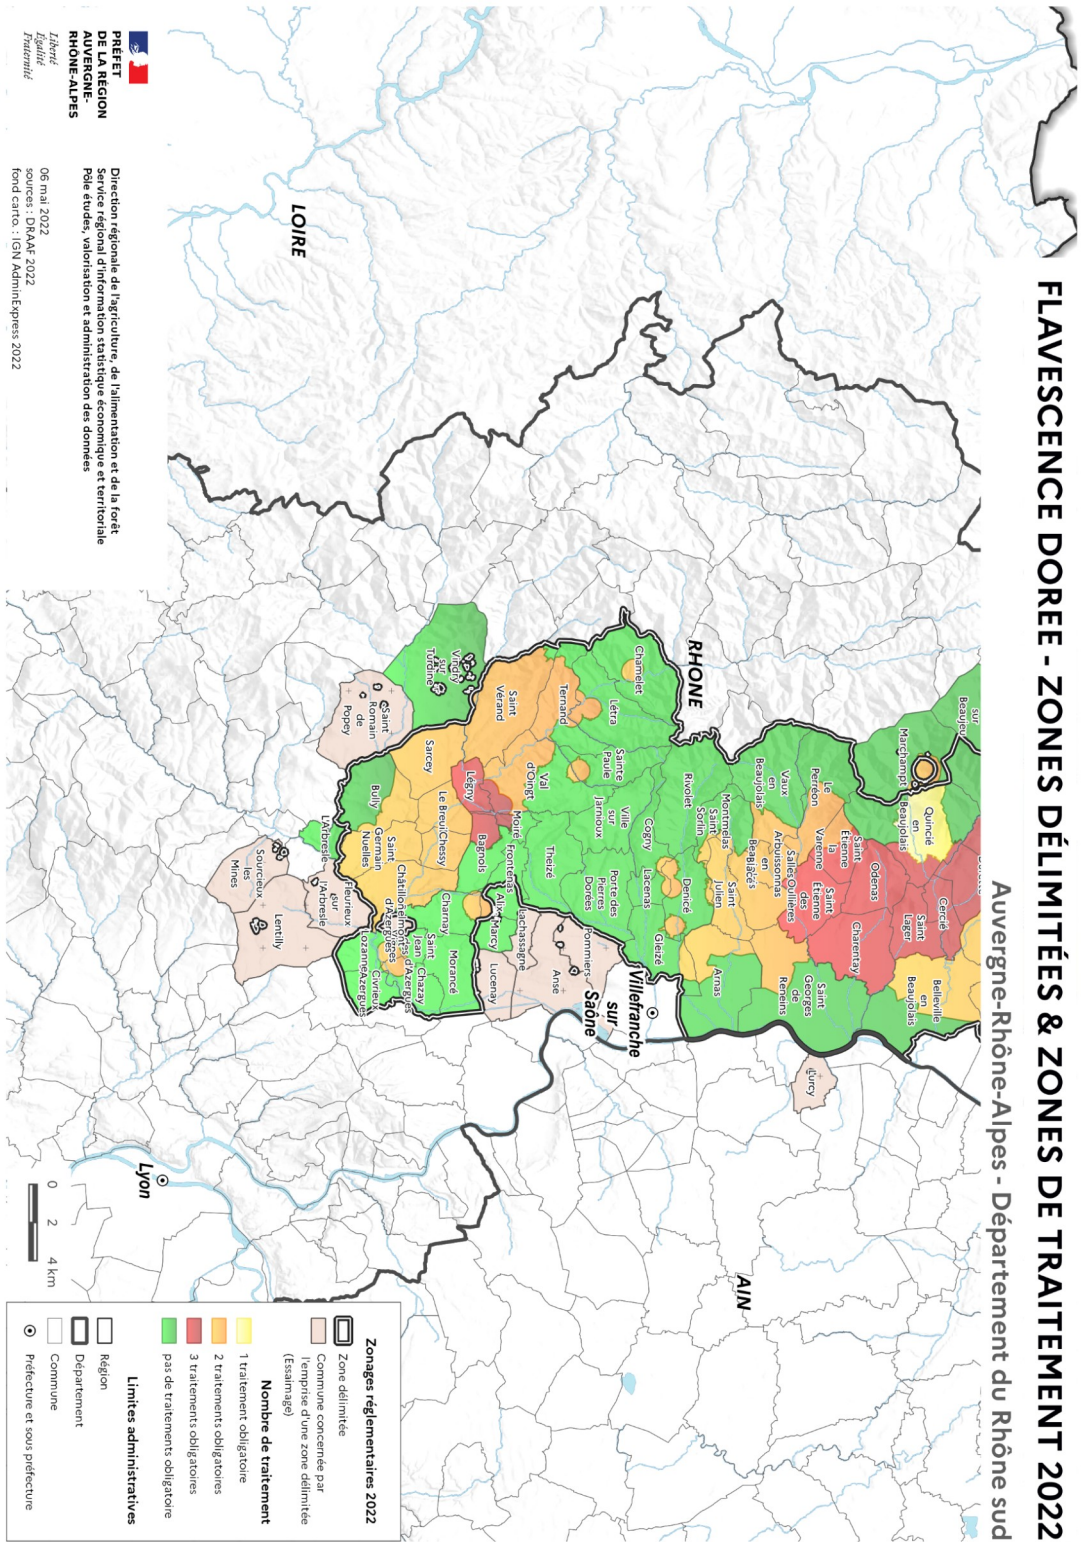 FLAVESCENCE DOREE - ZONES DÉLIMITÉES & ZONES DE TRAITEMENT 2022
Auvergne-Rhône-Alpes - Département du Rhône sud
sur
Beaujeu
Marchampt
Quincié
en
Beaujolais
Cercié
Saint
Lager
Odenas
Belleville
en
Beaujolais
Saint
Étienne
la
Varenne
Charentay
Le
Perréon
Saint
Étienne
des
Oullières
Vaux
en
Beaujolais
Salles
Arbuissonnas
en
Beaujolais
Saint
Georges
de
Reneins
Blacé
Saint
Julien
Montmelas
Saint
Sorlin
Arnas
Lurcy
Rivolet
Denicé
RHONE
Cogny
Lacenas
Gleizé
Villefranche
sur
Saône
Chamelet
Létra
Sainte
Paule
Ville
sur
Jarnioux
Porte des
Pierres
Dorées
Pommiers
Ternand
Theizé
Anse
Val
d'Oingt
Moiré
Frontenas
Lachassagne
Saint
Vérand
Alix
Marcy
Lucenay
Légny
Bagnols
Vindry
sur
Turdine
Sarcey
Le Breuil
Chessy
Charnay
Morancé
Saint
Jean
des
Vignes
Chazay
d'Azergues
Châtillon
d'Azergues
Belmont
d'Azergues
Saint
Germain
Nuelles
Bully
Lozanne
Civrieux
d'Azergues
Saint
Romain
de
Popey
L'Arbresle
Fleurieux
sur
l'Arbresle
Sourcieux
les
Mines
Lentilly
LOIRE
AIN
Lyon
PRÉFET
DE LA RÉGION
AUVERGNE-
RHÔNE-ALPES
Liberté
Égalité
Fraternité
Direction régionale de l'agriculture, de l'alimentation et de la forêt
Service régional d'information statistique économique et territoriale
Pôle études, valorisation et administration des données
06 mai 2022
sources : DRAAF 2022
fond carto. : IGN AdminExpress 2022
0 2 4 km
Zonages réglementaires 2022
Zone délimitée
Commune concernée par
l'emprise d'une zone délimitée
(Essaimage)
Nombre de traitement
1 traitement obligatoire
2 traitements obligatoires
3 traitements obligatoires
pas de traitements obligatoire
Limites administratives
Région
Département
Commune
Préfecture et sous préfecture